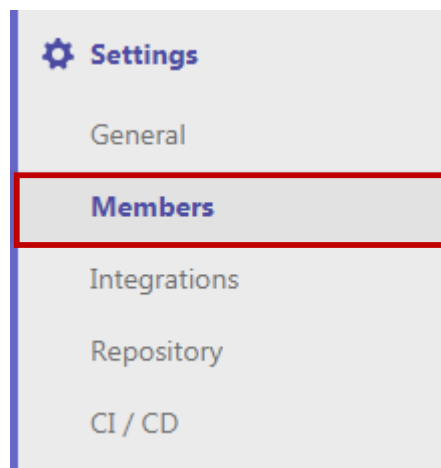 Settings
General
Members
Integrations
Repository
CI / CD